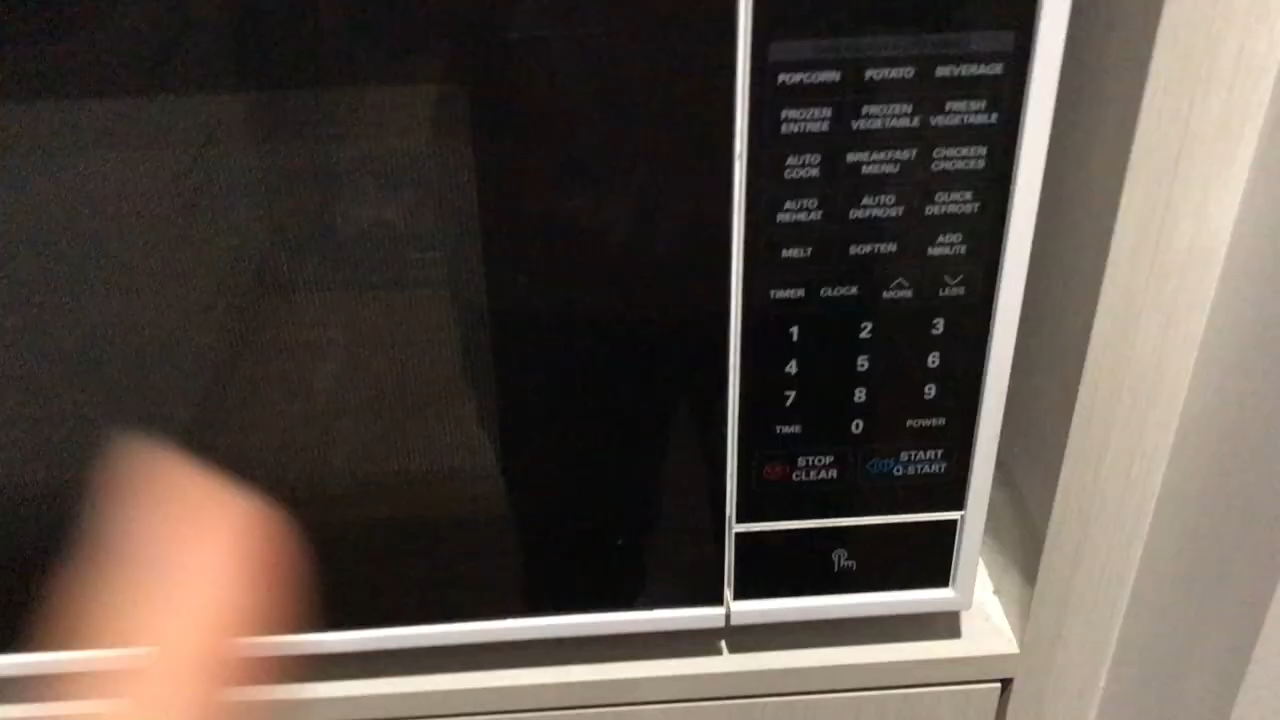 POPCORN POTATO BEVERAGE
FROZEN ENTREE FROZEN VEGETABLE FRESH VEGETABLE
AUTO COOK BREAKFAST MENU CHICKEN CHOICES
AUTO REHEAT AUTO DEFROST QUICK DEFROST
MELT SOFTEN ADD MINUTE
TIMER CLOCK MORE LESS
1 2 3
4 5 6
7 8 9
TIME 0 POWER
STOP CLEAR START Q-START